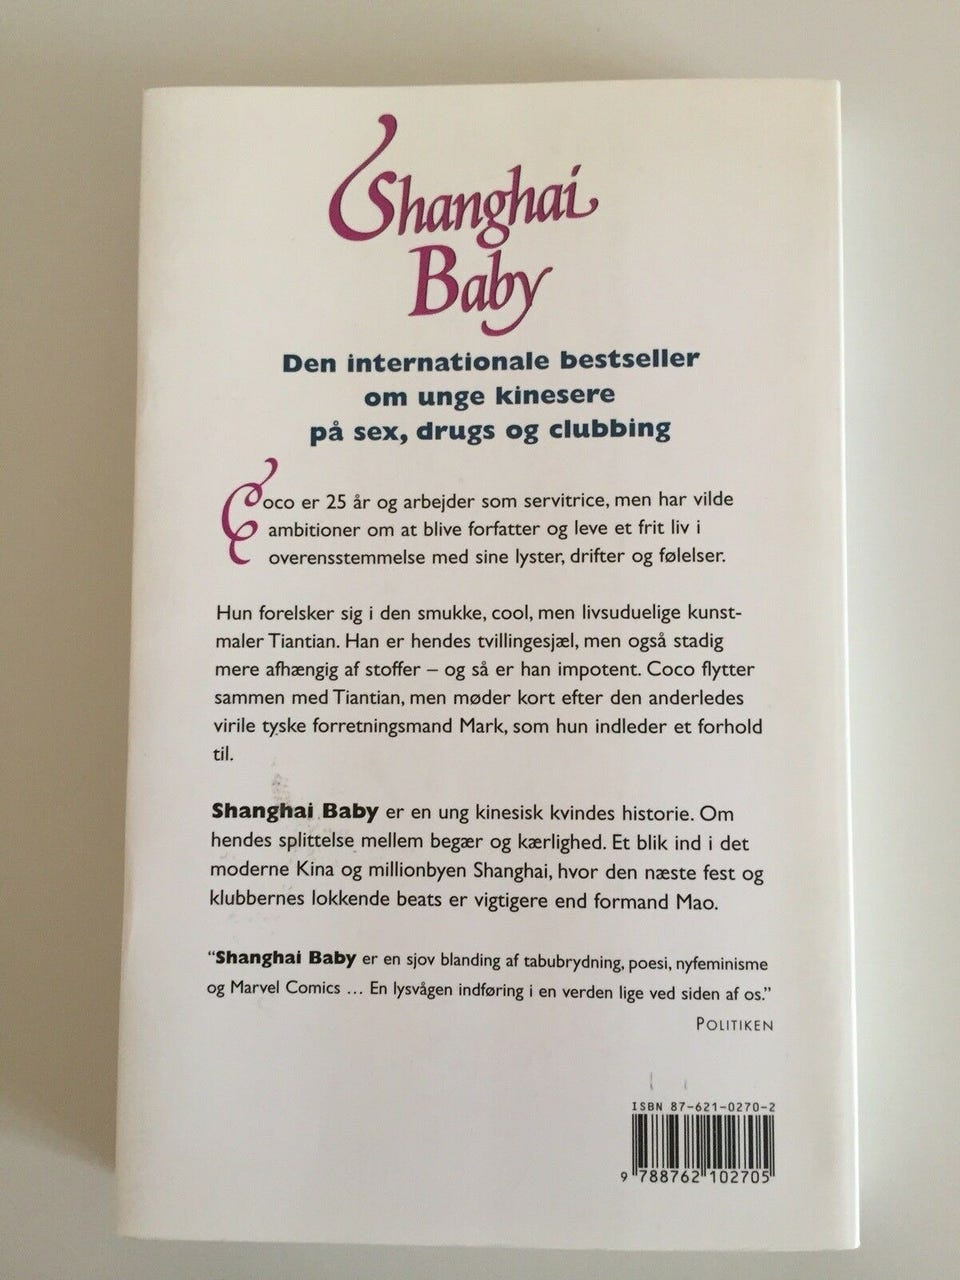 Shanghai
Baby
Den internationale bestseller
om unge kinesere
på sex, drugs og clubbing
Coco er 25 år og arbejder som servitrice, men har vilde
ambitioner om at blive forfatter og leve et frit liv i
overensstemmelse med sine lyster, drifter og følelser.
Hun forelsker sig i den smukke, cool, men livsuduelige kunst-
maler Tiantian. Han er hendes tvillingesjæl, men også stadig
mere afhængig af stoffer – og så er han impotent. Coco flytter
sammen med Tiantian, men møder kort efter den anderledes
virile tyske forretningsmand Mark, som hun indleder et forhold
til.
Shanghai Baby er en ung kinesisk kvindes historie. Om
hendes splittelse mellem begær og kærlighed. Et blik ind i det
moderne Kina og millionbyen Shanghai, hvor den næste fest og
klubbernes lokkende beats er vigtigere end formand Mao.
“Shanghai Baby er en sjov blanding af tabubrydning, poesi, nyfeminisme
og Marvel Comics … En lysvågen indføring i en verden lige ved siden af os.”
POLITIKEN
ISBN 87-621-0270-2
9 788762 102705